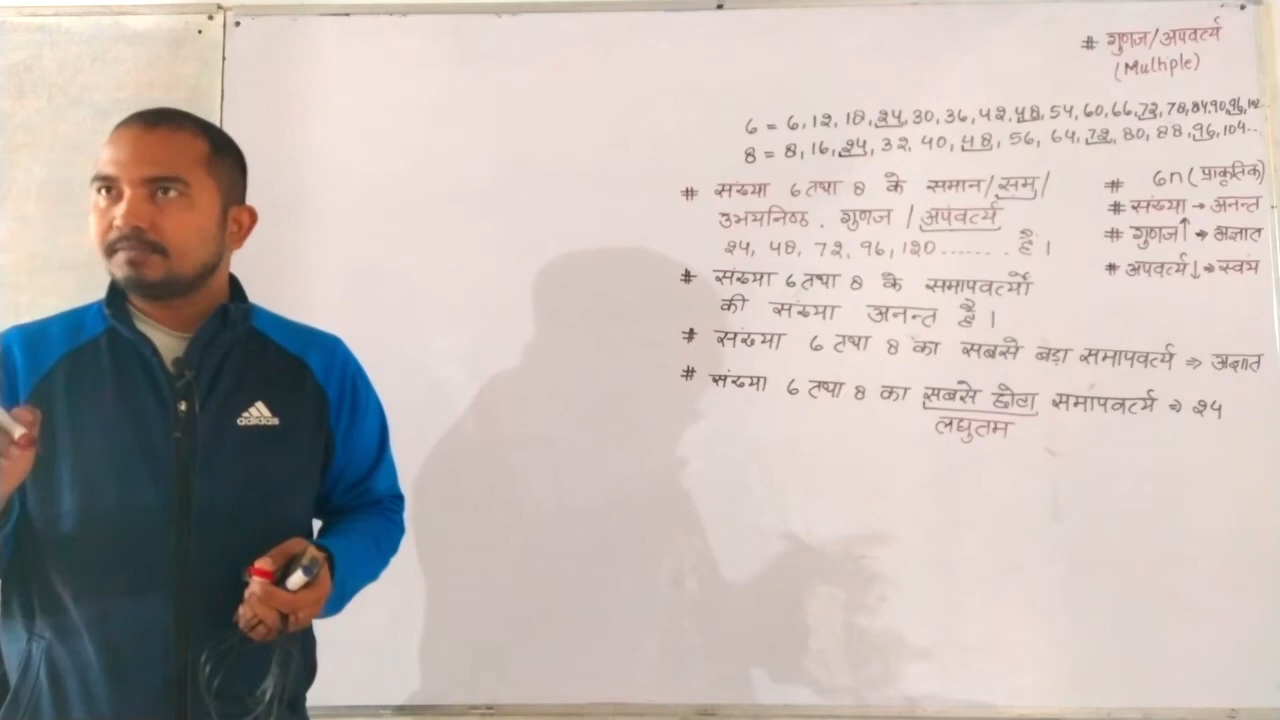 # गुणज/अपवर्त्य
(Multiple)
6 = 6, 12, 18, 24, 30, 36, 42, 48, 54, 60, 66, 72, 78, 84, 90, 96, 102...
8 = 8, 16, 24, 32, 40, 48, 56, 64, 72, 80, 88, 96, 104...
# संख्या 6 तथा 8 के समान/सम/
उभयनिष्ठ. गुणज / अपवर्त्य
24, 48, 72, 96, 120....... हैं।
# संख्या 6 तथा 8 के समापवर्त्यों
की संख्या अनन्त है।
# संख्या 6 तथा 8 का सबसे बड़ा समापवर्त्य ⇒ अज्ञात
# संख्या 6 तथा 8 का सबसे छोटा समापवर्त्य ⇒ 24
लघुतम
# 6n (प्राकृतिक)
# संख्या → अनन्त
# गुणज↑ → अज्ञात
# अपवर्त्य↓ → स्वयं
adidas